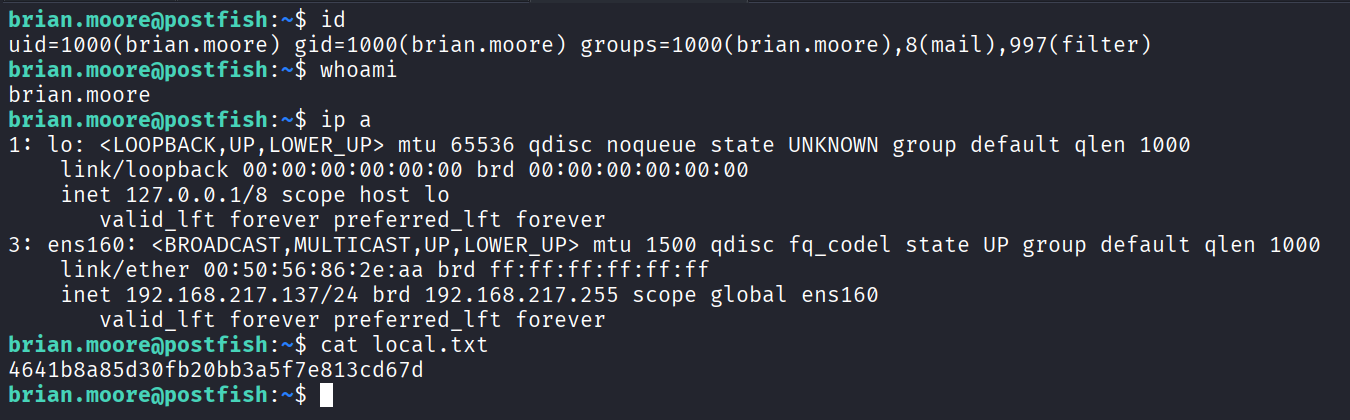 brian.moore@postfish:~$ id
uid=1000(brian.moore) gid=1000(brian.moore) groups=1000(brian.moore),8(mail),997(filter)
brian.moore@postfish:~$ whoami
brian.moore
brian.moore@postfish:~$ ip a
1: lo: <LOOPBACK,UP,LOWER_UP> mtu 65536 qdisc noqueue state UNKNOWN group default qlen 1000
    link/loopback 00:00:00:00:00:00 brd 00:00:00:00:00:00
    inet 127.0.0.1/8 scope host lo
       valid_lft forever preferred_lft forever
3: ens160: <BROADCAST,MULTICAST,UP,LOWER_UP> mtu 1500 qdisc fq_codel state UP group default qlen 1000
    link/ether 00:50:56:86:2e:aa brd ff:ff:ff:ff:ff:ff
    inet 192.168.217.137/24 brd 192.168.217.255 scope global ens160
       valid_lft forever preferred_lft forever
brian.moore@postfish:~$ cat local.txt
4641b8a85d30fb20bb3a5f7e813cd67d
brian.moore@postfish:~$